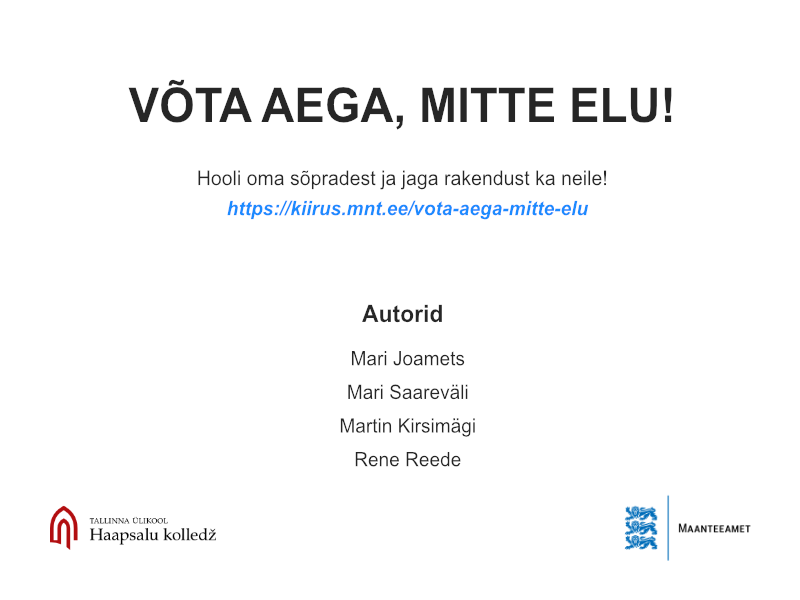 VÕTA AEGA, MITTE ELU!
Hooli oma sõpradest ja jaga rakendust ka neile!
https://kiirus.mnt.ee/vota-aega-mitte-elu
Autorid
Mari Joamets
Mari Saareväli
Martin Kirsimägi
Rene Reede
TALLINNA ÜLIKOOL
Haapsalu kolledž
MAANTEEAMET